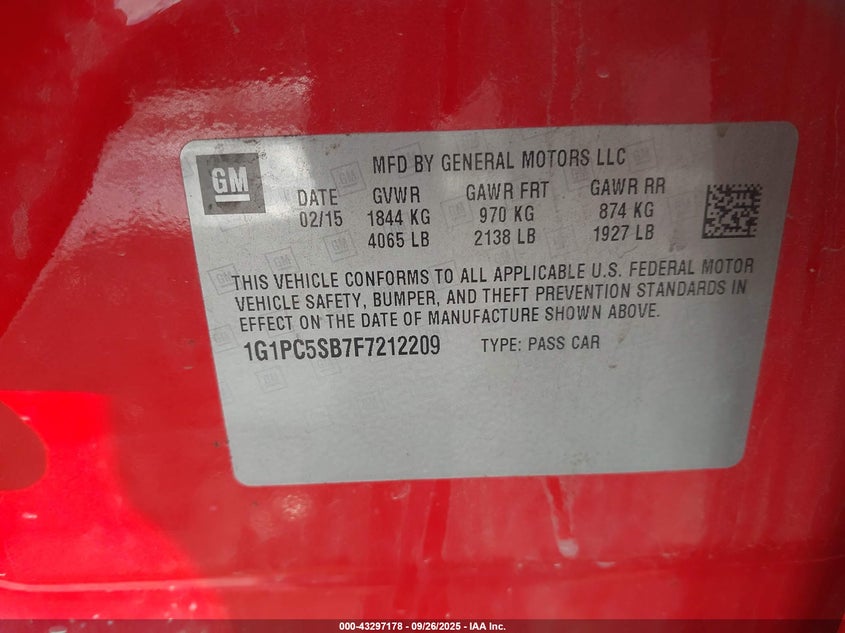 GM
MFD BY GENERAL MOTORS LLC
DATE GVWR GAWR FRT GAWR RR
02/15 1844 KG 970 KG 874 KG
4065 LB 2138 LB 1927 LB
THIS VEHICLE CONFORMS TO ALL APPLICABLE U.S. FEDERAL MOTOR
VEHICLE SAFETY, BUMPER, AND THEFT PREVENTION STANDARDS IN
EFFECT ON THE DATE OF MANUFACTURE SHOWN ABOVE.
1G1PC5SB7F7212209 TYPE: PASS CAR
000-43297178 | 09/26/2025 | IAA Inc.